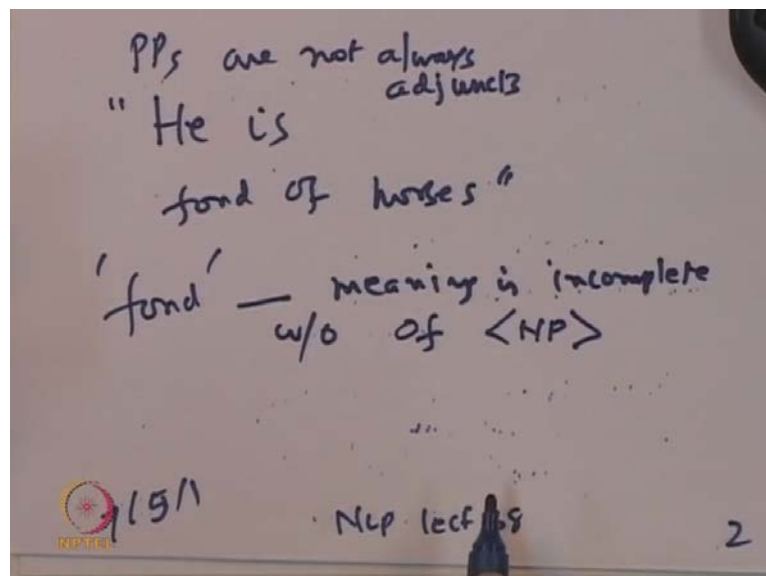 PPs are not always
adjuncts
" He is
fond of horses "
'fond' — meaning is incomplete
w/o of <NP>
NPTEL
NLP lect
2